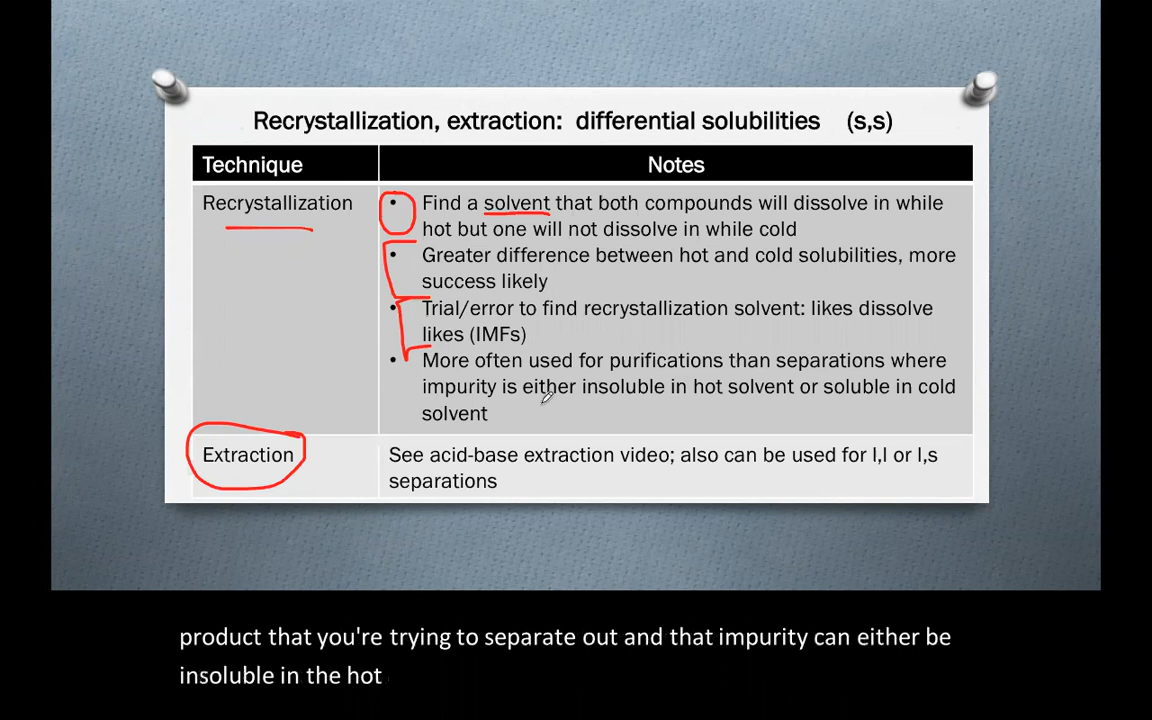 Recrystallization, extraction: differential solubilities (s,s)
Technique
Notes
Recrystallization
• Find a solvent that both compounds will dissolve in while
hot but one will not dissolve in while cold
• Greater difference between hot and cold solubilities, more
success likely
• Trial/error to find recrystallization solvent: likes dissolve
likes (IMFs)
• More often used for purifications than separations where
impurity is either insoluble in hot solvent or soluble in cold
solvent
Extraction
See acid-base extraction video; also can be used for l,l or l,s
separations
product that you're trying to separate out and that impurity can either be
insoluble in the hot